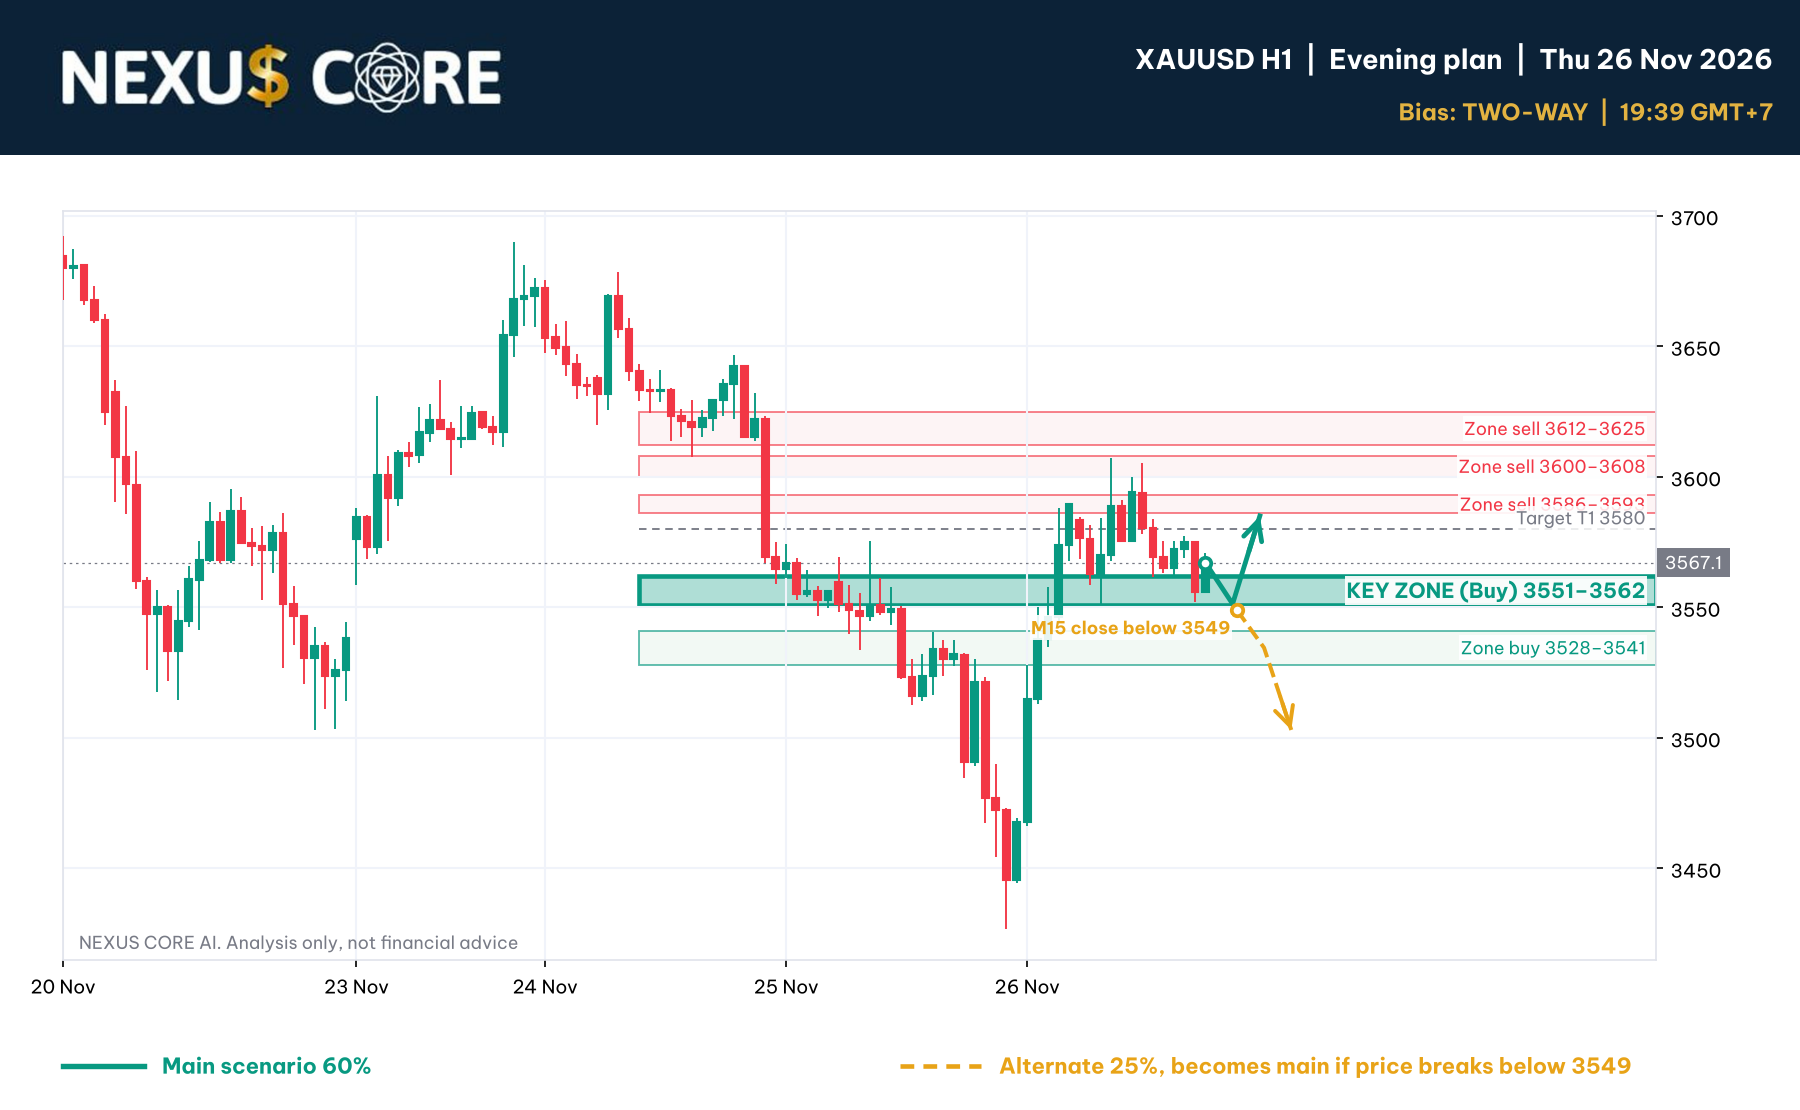 NEXU$ CORE
XAUUSD H1 | Evening plan | Thu 26 Nov 2026
Bias: TWO-WAY | 19:39 GMT+7
3700
3650
Zone sell 3612–3625
Zone sell 3600–3608
3600
Zone sell 3586–3593
Target T1 3580
3567.1
KEY ZONE (Buy) 3551–3562
3550
M15 close below 3549
Zone buy 3528–3541
3500
3450
NEXUS CORE AI. Analysis only, not financial advice
20 Nov
23 Nov
24 Nov
25 Nov
26 Nov
Main scenario 60%
Alternate 25%, becomes main if price breaks below 3549